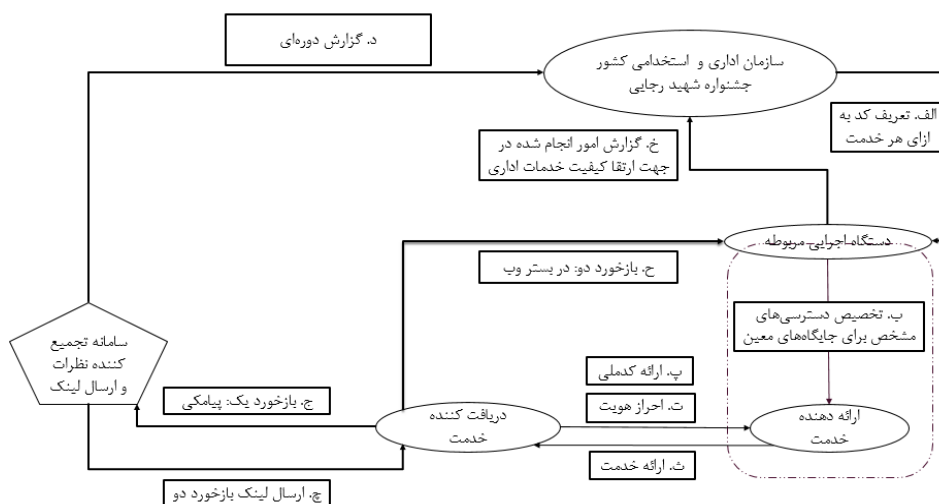 د. گزارش دوره‌ای
سازمان اداری و استخدامی کشور
جشنواره شهید رجایی
الف. تعریف کد به
ازای هر خدمت
خ. گزارش امور انجام شده در
جهت ارتقا کیفیت خدمات اداری
دستگاه اجرایی مربوطه
ح. بازخورد دو: در بستر وب
ب. تخصیص دسترسی‌های
مشخص برای جایگاه‌های معین
سامانه تجمیع
کننده نظرات
و ارسال لینک
پ. ارائه کدملی
ج. بازخورد یک: پیامکی
ت. احراز هویت
دریافت کننده
خدمت
ارائه دهنده
خدمت
ث. ارائه خدمت
چ. ارسال لینک بازخورد دو